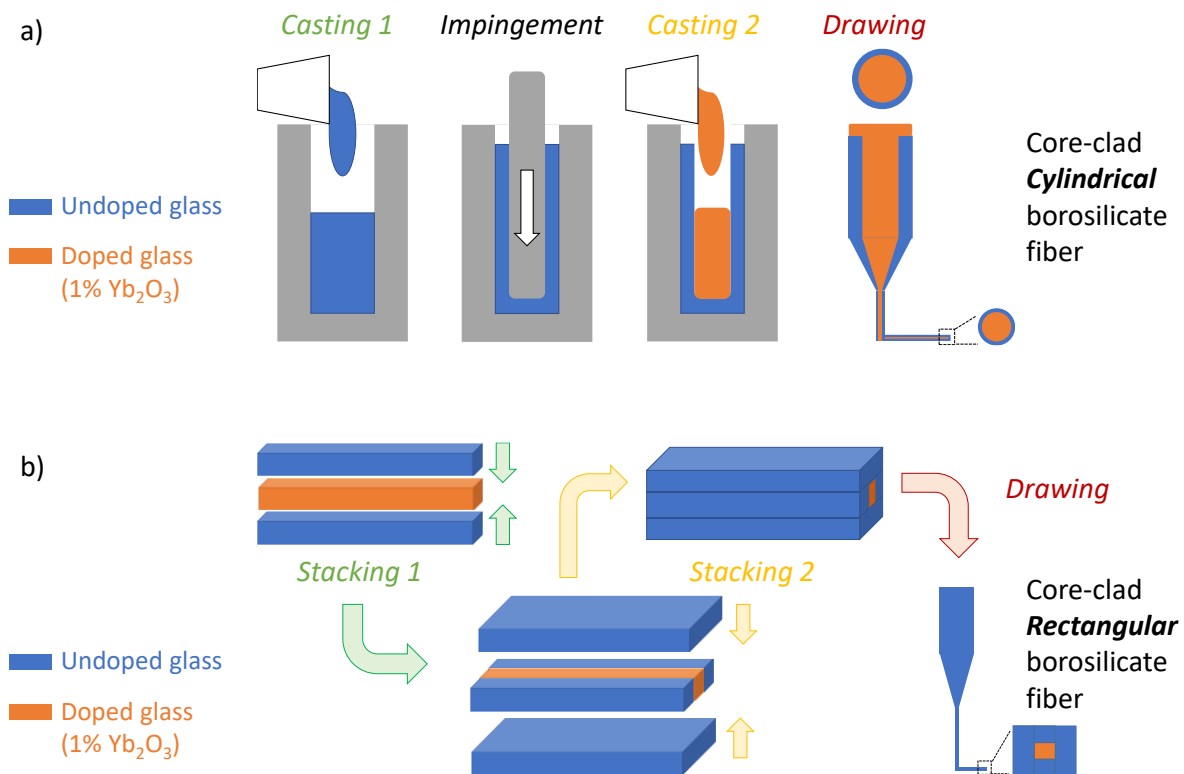 a)
Casting 1
Impingement
Casting 2
Drawing
Undoped glass
Doped glass
(1% Yb₂O₃)
Core-clad
Cylindrical
borosilicate
fiber
b)
Stacking 1
Stacking 2
Drawing
Undoped glass
Doped glass
(1% Yb₂O₃)
Core-clad
Rectangular
borosilicate
fiber